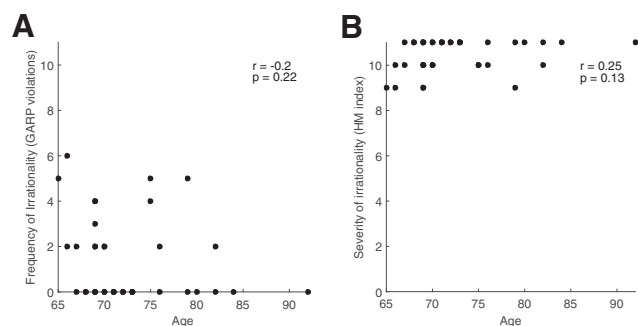 A
B
Frequency of Irrationality (GARP violations)
10
8
6
4
2
0
r = -0.2
p = 0.22
65
70
75
80
85
90
Age
Severity of irrationality (HM index)
10
8
6
4
2
0
r = 0.25
p = 0.13
65
70
75
80
85
90
Age